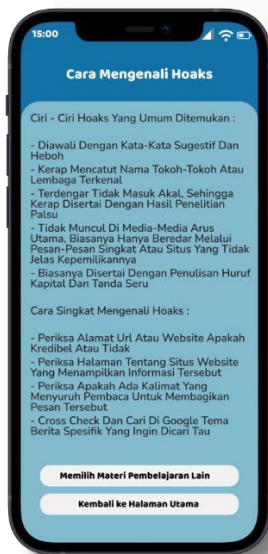 15:00
Cara Mengenali Hoaks
Ciri - Ciri Hoaks Yang Umum Ditemukan :
- Diawali Dengan Kata-Kata Sugestif Dan
Heboh
- Kerap Mencatut Nama Tokoh-Tokoh Atau
Lembaga Terkenal
- Terdengar Tidak Masuk Akal, Sehingga
Kerap Disertai Dengan Hasil Penelitian
Palsu
- Tidak Muncul Di Media-Media Arus
Utama, Biasanya Hanya Beredar Melalui
Pesan-Pesan Singkat Atau Situs Yang Tidak
Jelas Kepemilikannya
- Biasanya Disertai Dengan Penulisan Huruf
Kapital Dan Tanda Seru
Cara Singkat Mengenali Hoaks :
- Periksa Alamat Url Atau Website Apakah
Kredibel Atau Tidak
- Periksa Halaman Tentang Situs Website
Yang Menampilkan Informasi Tersebut
- Periksa Apakah Ada Kalimat Yang
Menyuruh Pembaca Untuk Membagikan
Pesan Tersebut
- Cross Check Dan Cari Di Google Tema
Berita Spesifik Yang Ingin Dicari Tau
Memilih Materi Pembelajaran Lain
Kembali ke Halaman Utama